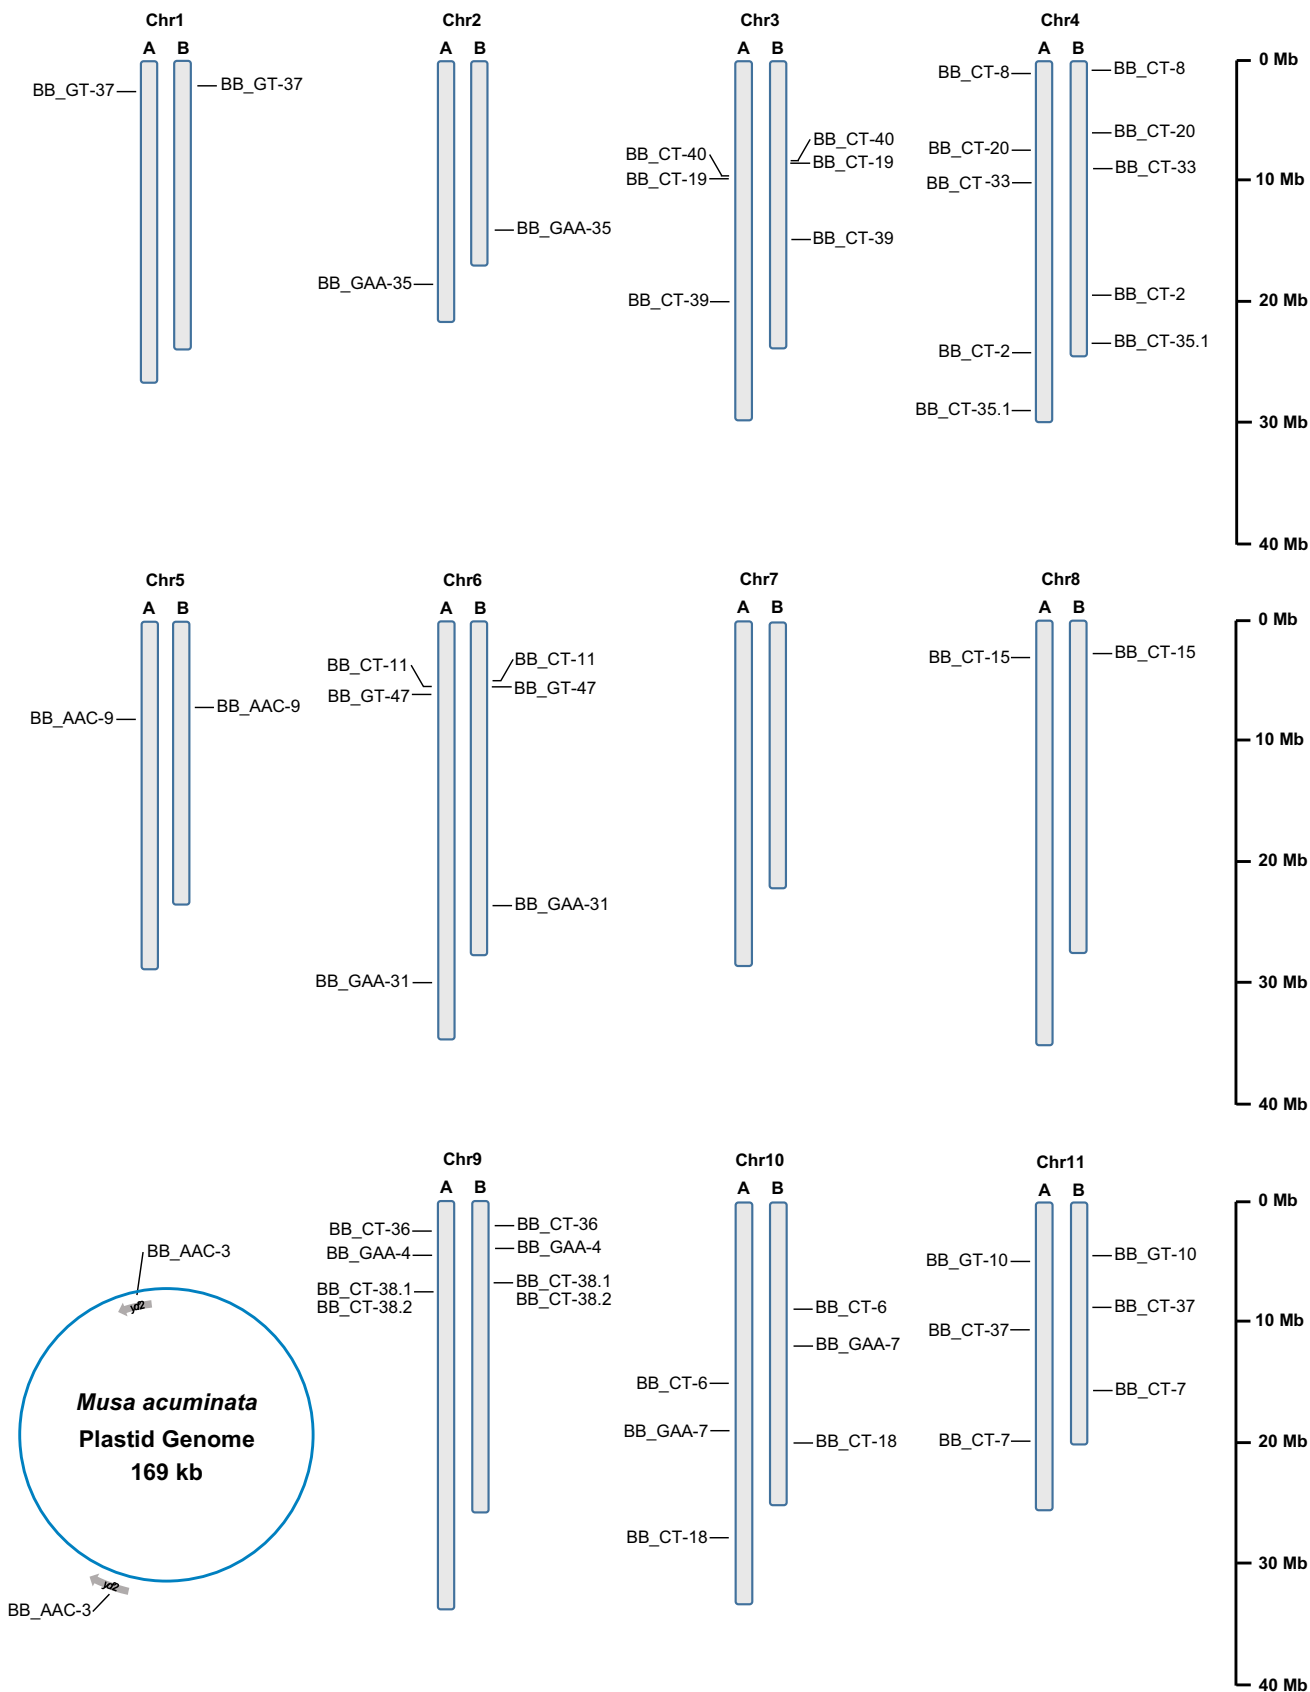 Chr1
A B
BB_GT-37
BB_GT-37
Chr2
A B
BB_GAA-35
BB_GAA-35
Chr3
A B
BB_CT-40
BB_CT-19
BB_CT-39
BB_CT-40
BB_CT-19
BB_CT-39
Chr4
A B
BB_CT-8
BB_CT-20
BB_CT-33
BB_CT-2
BB_CT-35.1
BB_CT-8
BB_CT-20
BB_CT-33
BB_CT-2
BB_CT-35.1
0 Mb
10 Mb
20 Mb
30 Mb
40 Mb
Chr5
A B
BB_AAC-9
BB_AAC-9
Chr6
A B
BB_CT-11
BB_GT-47
BB_GAA-31
BB_CT-11
BB_GT-47
BB_GAA-31
Chr7
A B
Chr8
A B
BB_CT-15
BB_CT-15
0 Mb
10 Mb
20 Mb
30 Mb
40 Mb
BB_AAC-3
ycf2
Musa acuminata
Plastid Genome
169 kb
ycf2
BB_AAC-3
Chr9
A B
BB_CT-36
BB_GAA-4
BB_CT-38.1
BB_CT-38.2
BB_CT-36
BB_GAA-4
BB_CT-38.1
BB_CT-38.2
Chr10
A B
BB_CT-6
BB_GAA-7
BB_CT-18
BB_CT-6
BB_GAA-7
BB_CT-18
Chr11
A B
BB_GT-10
BB_CT-37
BB_CT-7
BB_GT-10
BB_CT-37
BB_CT-7
0 Mb
10 Mb
20 Mb
30 Mb
40 Mb